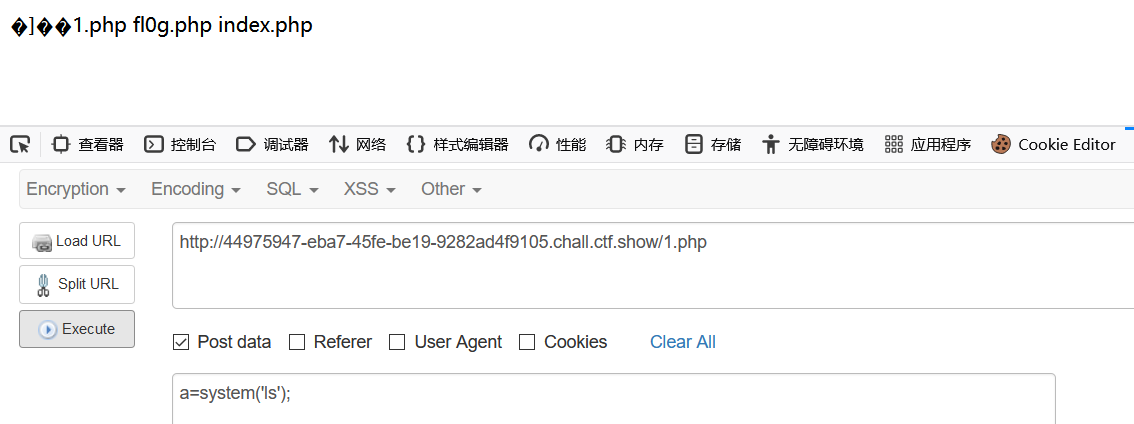 �]��1.php fl0g.php index.php
查看器 控制台 调试器 网络 样式编辑器 性能 内存 存储 无障碍环境 应用程序 Cookie Editor
Encryption Encoding SQL XSS Other
Load URL http://44975947-eba7-45fe-be19-9282ad4f9105.chall.ctf.show/1.php
Split URL
Execute
Post data Referer User Agent Cookies Clear All
a=system('ls');